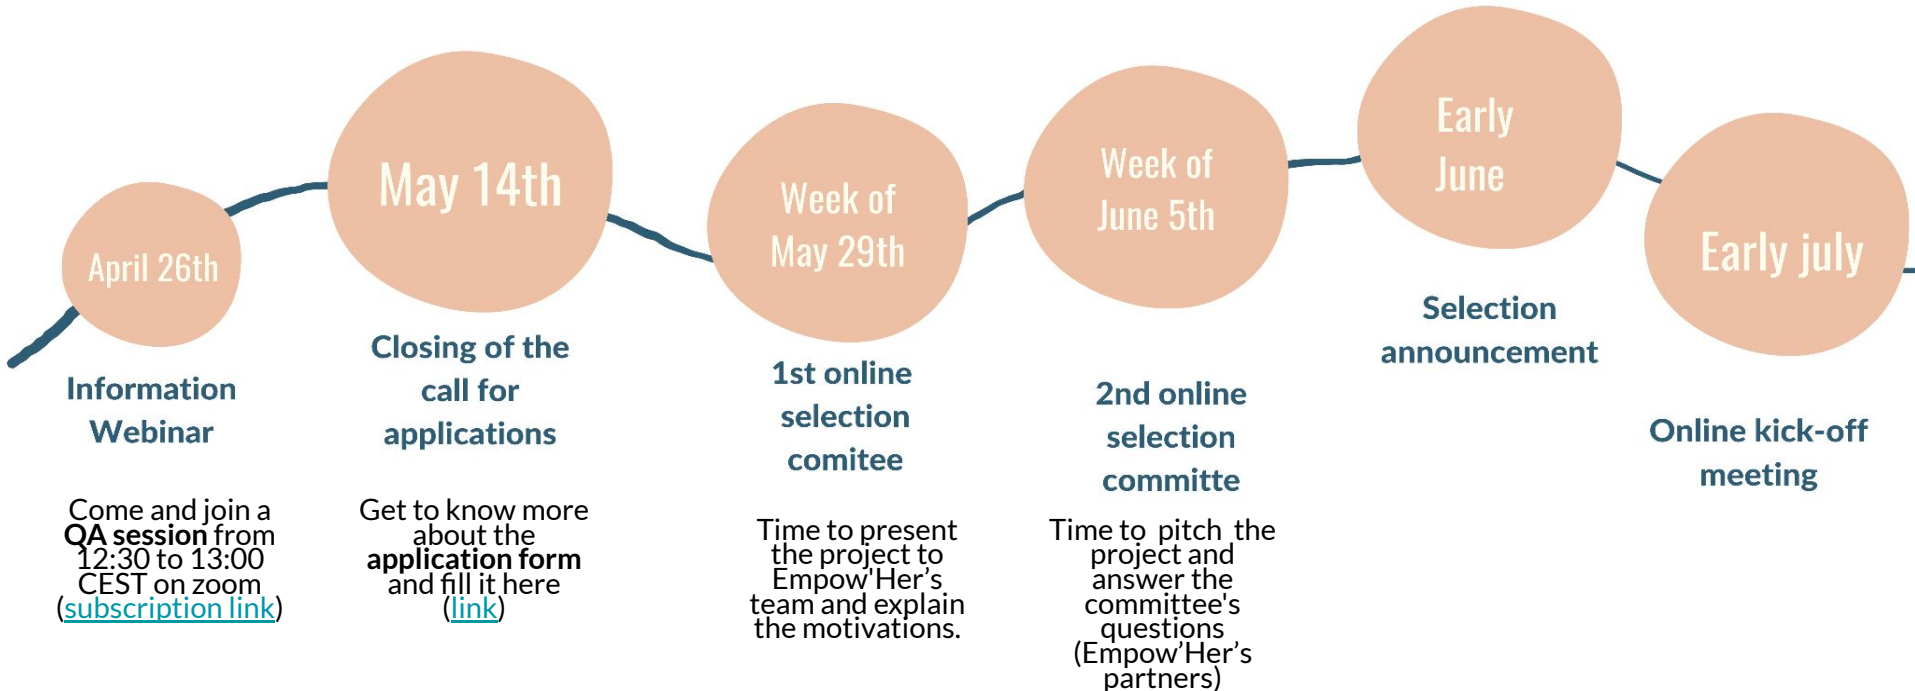 April 26th
Information
Webinar
Come and join a
QA session from
12:30 to 13:00
CEST on zoom
(subscription link)
May 14th
Closing of the
call for
applications
Get to know more
about the
application form
and fill it here
(link)
Week of
May 29th
1st online
selection
comitee
Time to present
the project to
Empow'Her’s
team and explain
the motivations.
Week of
June 5th
2nd online
selection
committe
Time to pitch the
project and
answer the
committee's
questions
(Empow’Her’s
partners)
Early
June
Selection
announcement
Early july
Online kick-off
meeting